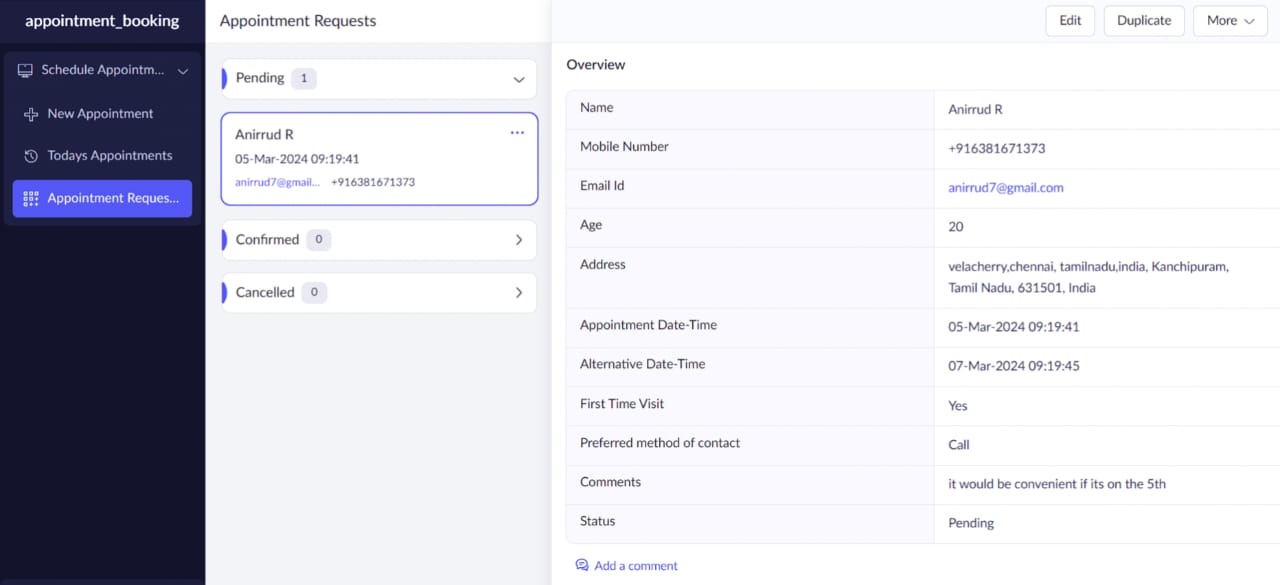 appointment_booking
Schedule Appointm...
New Appointment
Todays Appointments
Appointment Reques...
Appointment Requests
Pending 1
Anirrud R
05-Mar-2024 09:19:41
anirrud7@gmail... +916381671373
Confirmed 0
Cancelled 0
Edit Duplicate More
Overview
Name Anirrud R
Mobile Number +916381671373
Email Id anirrud7@gmail.com
Age 20
Address velacherry,chennai, tamilnadu,india, Kanchipuram,
Tamil Nadu, 631501, India
Appointment Date-Time 05-Mar-2024 09:19:41
Alternative Date-Time 07-Mar-2024 09:19:45
First Time Visit Yes
Preferred method of contact Call
Comments it would be convenient if its on the 5th
Status Pending
Add a comment